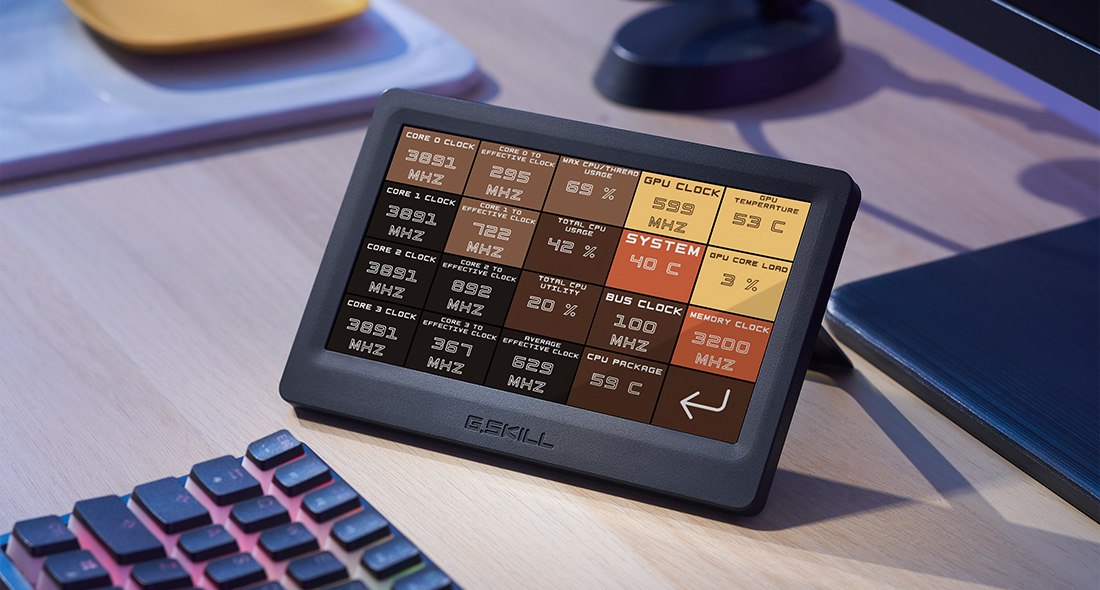 CORE 0 CLOCK
3891
MHZ
CORE 0 TO
EFFECTIVE CLOCK
295
MHZ
MAX CPU/THREAD
USAGE
69 %
GPU CLOCK
599
MHZ
GPU
TEMPERATURE
53 C
CORE 1 CLOCK
3891
MHZ
CORE 1 TO
EFFECTIVE CLOCK
722
MHZ
TOTAL CPU
USAGE
42 %
SYSTEM
40 C
GPU CORE LOAD
3 %
CORE 2 CLOCK
3891
MHZ
CORE 2 TO
EFFECTIVE CLOCK
892
MHZ
TOTAL CPU
UTILITY
20 %
BUS CLOCK
100
MHZ
MEMORY CLOCK
3200
MHZ
CORE 3 CLOCK
3891
MHZ
CORE 3 TO
EFFECTIVE CLOCK
367
MHZ
AVERAGE
EFFECTIVE CLOCK
629
MHZ
CPU PACKAGE
59 C
G.SKILL